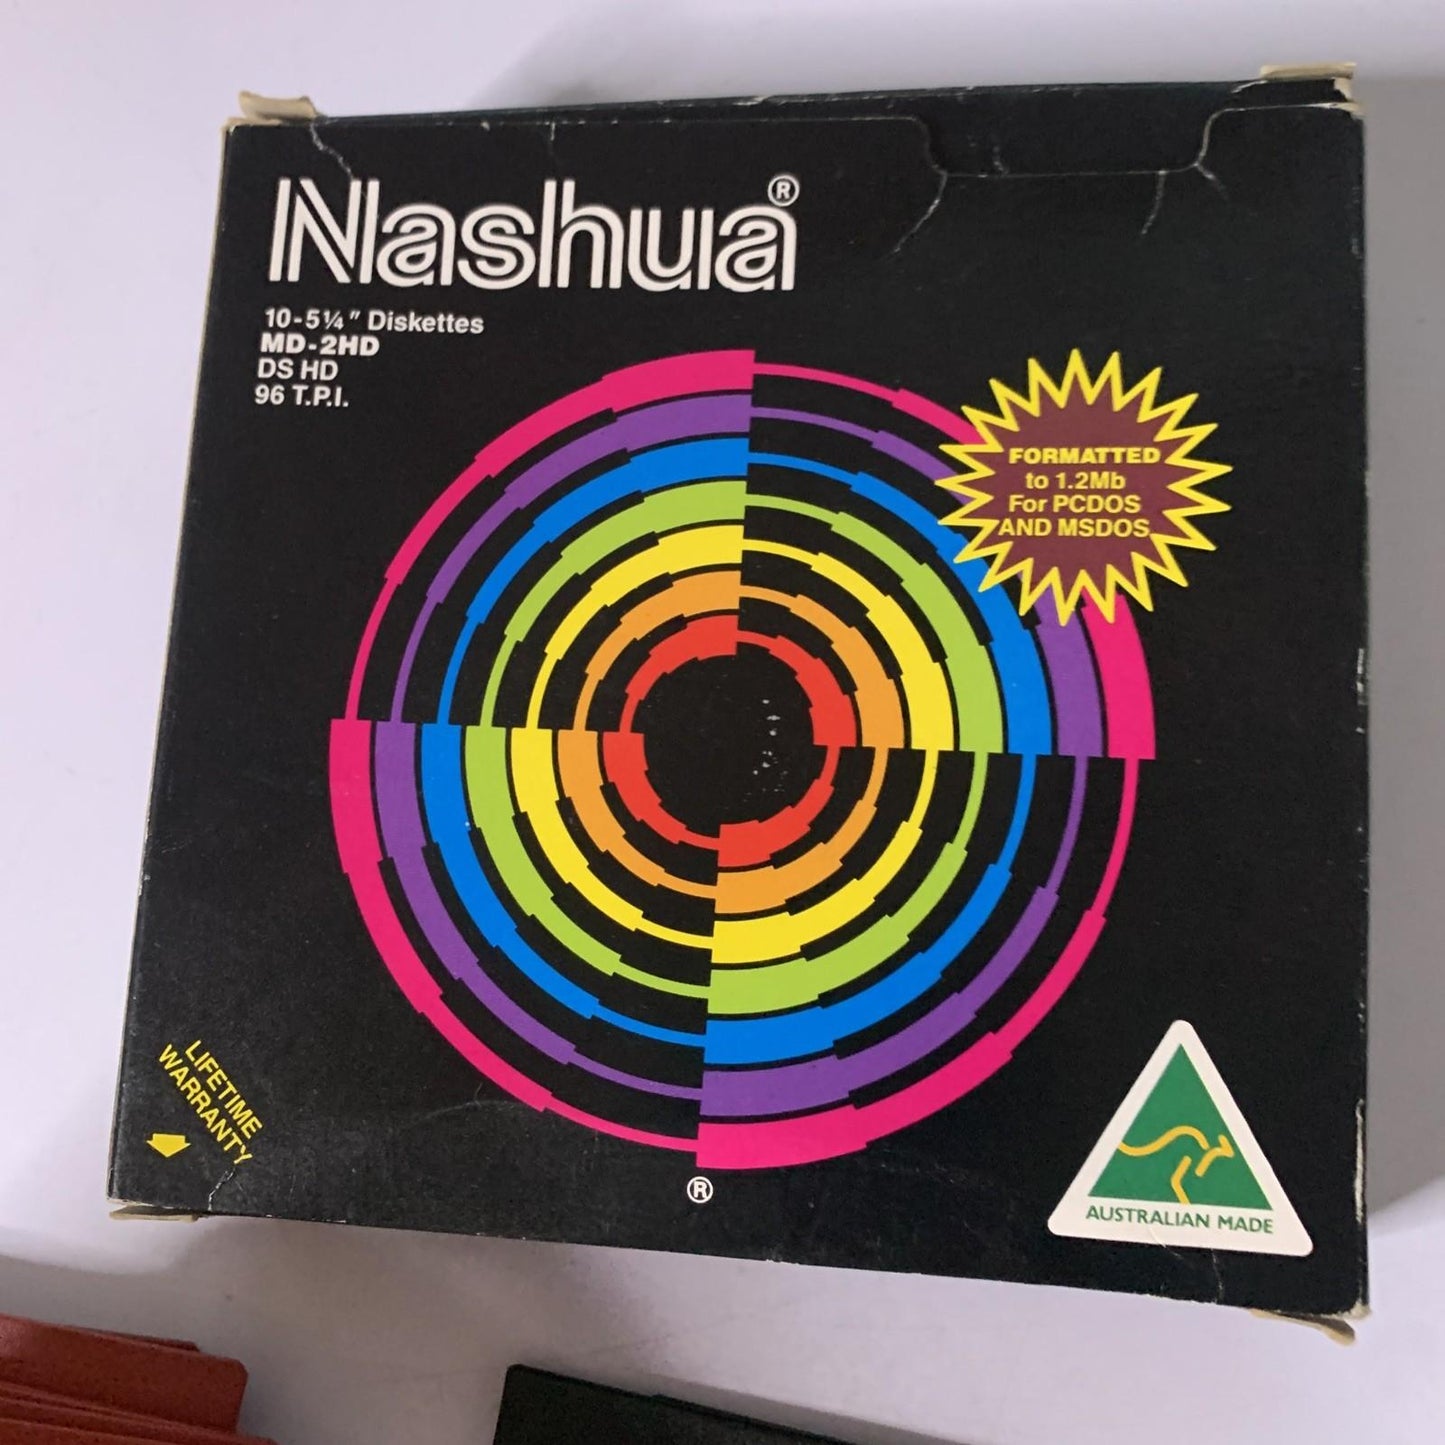 Nashua®
10-5¼" Diskettes
MD-2HD
DS HD
96 T.P.I.
FORMATTED
to 1.2Mb
For PCDOS
AND MSDOS
LIFETIME
WARRANTY
®
AUSTRALIAN MADE